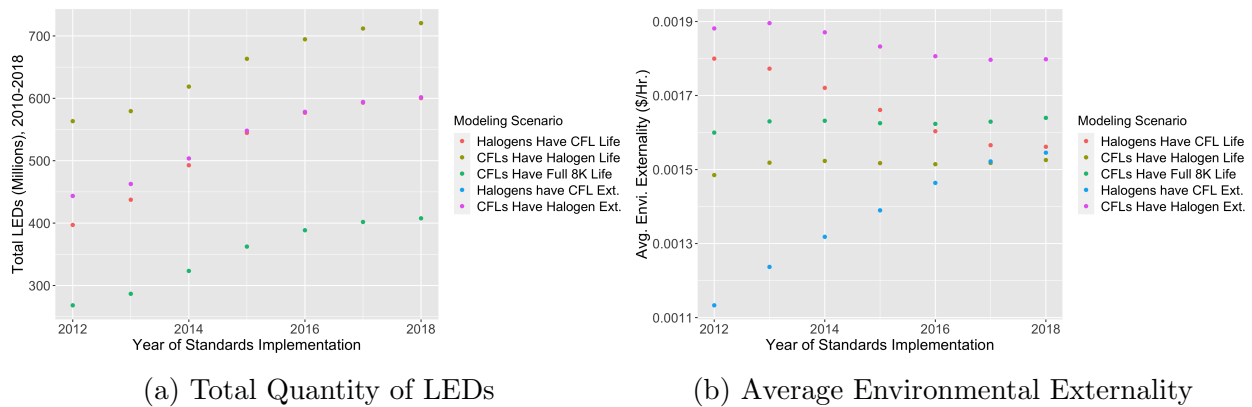 Total LEDs (Millions), 2010-2018
700
600
500
400
300
2012
2014
2016
2018
Year of Standards Implementation
Modeling Scenario
Halogens Have CFL Life
CFLs Have Halogen Life
CFLs Have Full 8K Life
Halogens have CFL Ext.
CFLs Have Halogen Ext.
(a) Total Quantity of LEDs
Avg. Envi. Externality ($/Hr.)
0.0019
0.0017
0.0015
0.0013
0.0011
2012
2014
2016
2018
Year of Standards Implementation
Modeling Scenario
Halogens Have CFL Life
CFLs Have Halogen Life
CFLs Have Full 8K Life
Halogens have CFL Ext.
CFLs Have Halogen Ext.
(b) Average Environmental Externality